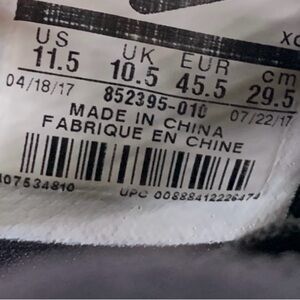 US UK EUR cm
11.5 10.5 45.5 29.5
04/18/17 852395-010 07/22/17
MADE IN CHINA
FABRIQUE EN CHINE
UPC